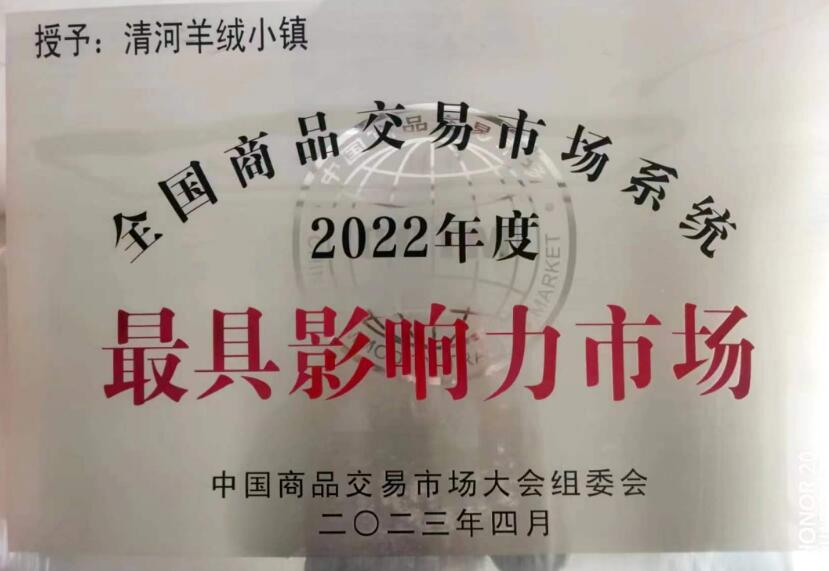 授予：清河羊绒小镇
全国商品交易市场系统
2022年度
最具影响力市场
中国商品交易市场大会组委会
二〇二三年四月
HONOR 20